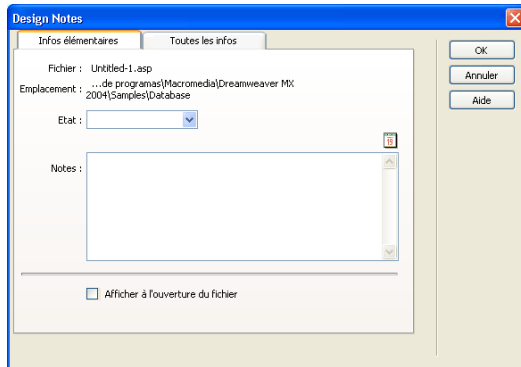 Design Notes
Infos élémentaires
Toutes les infos
OK
Annuler
Aide
Fichier : Untitled-1.asp
Emplacement : ...de programas\Macromedia\Dreamweaver MX
2004\Samples\Database
Etat :
15
Notes :
Afficher à l'ouverture du fichier